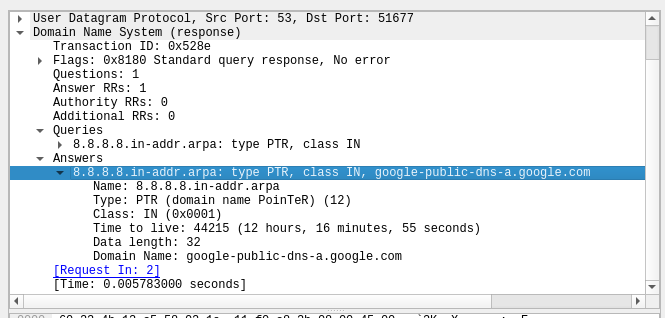 User Datagram Protocol, Src Port: 53, Dst Port: 51677
Domain Name System (response)
Transaction ID: 0x528e
Flags: 0x8180 Standard query response, No error
Questions: 1
Answer RRs: 1
Authority RRs: 0
Additional RRs: 0
Queries
8.8.8.8.in-addr.arpa: type PTR, class IN
Answers
8.8.8.8.in-addr.arpa: type PTR, class IN, google-public-dns-a.google.com
Name: 8.8.8.8.in-addr.arpa
Type: PTR (domain name PoinTeR) (12)
Class: IN (0x0001)
Time to live: 44215 (12 hours, 16 minutes, 55 seconds)
Data length: 32
Domain Name: google-public-dns-a.google.com
[Request In: 2]
[Time: 0.005783000 seconds]